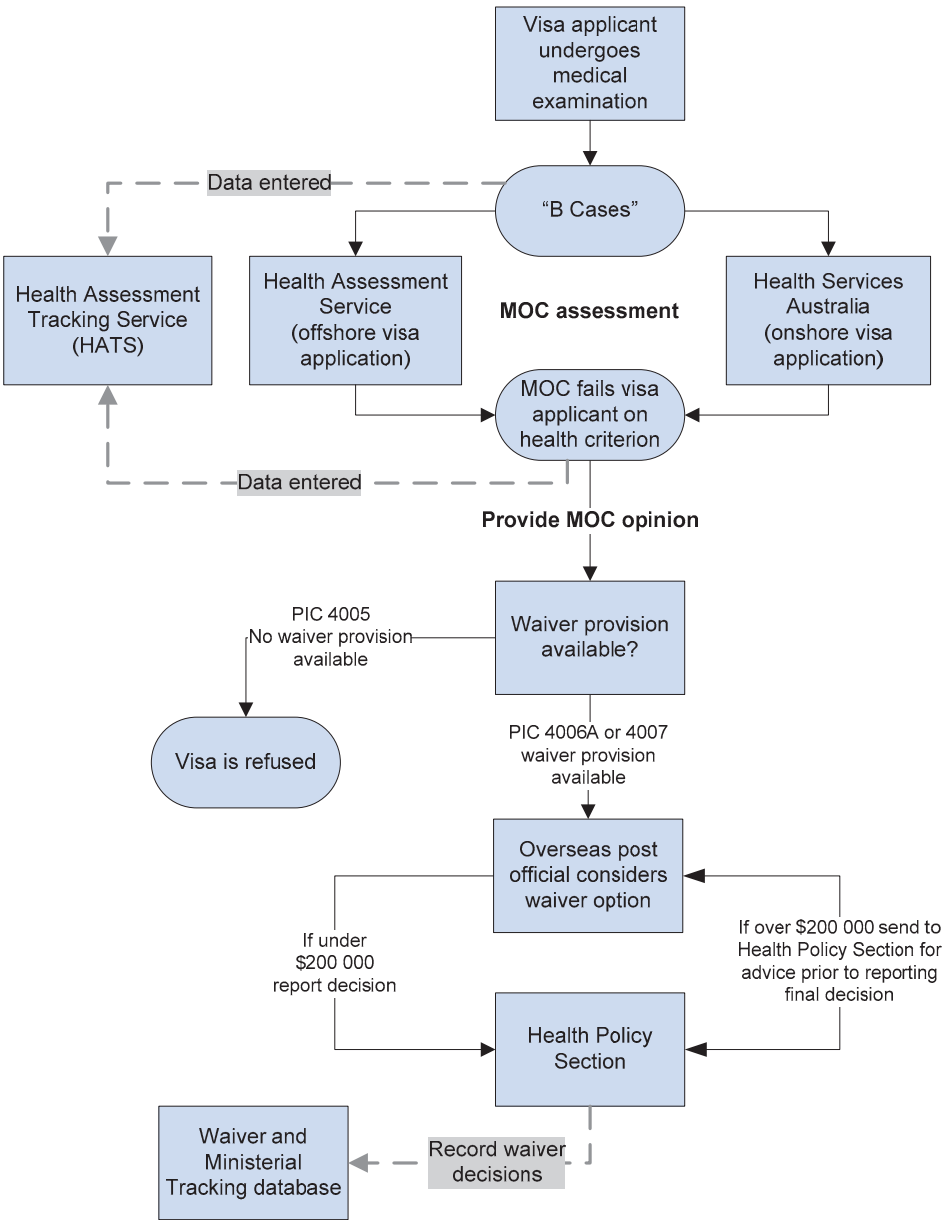 Visa applicant
undergoes
medical
examination
Data entered
“B Cases”
Health Assessment
Tracking Service
(HATS)
Health Assessment
Service
(offshore visa
application)
MOC assessment
Health Services
Australia
(onshore visa
application)
MOC fails visa
applicant on
health criterion
Data entered
Provide MOC opinion
PIC 4005
No waiver provision
available
Waiver provision
available?
Visa is refused
PIC 4006A or 4007
waiver provision
available
Overseas post
official considers
waiver option
If under
$200 000
report decision
If over $200 000 send to
Health Policy Section for
advice prior to reporting
final decision
Health Policy
Section
Waiver and
Ministerial
Tracking database
Record waiver
decisions